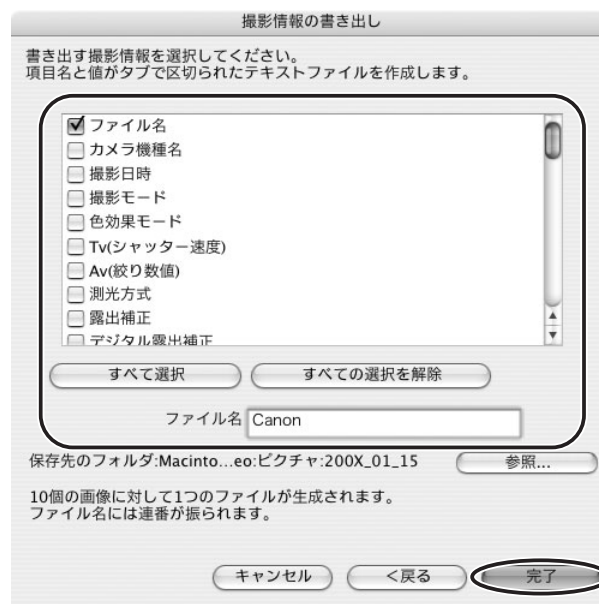 撮影情報の書き出し
書き出す撮影情報を選択してください。
項目名と値がタブで区切られたテキストファイルを作成します。
ファイル名
カメラ機種名
撮影日時
撮影モード
色効果モード
Tv(シャッター速度)
Av(絞り数値)
測光方式
露出補正
デジタル露出補正
すべて選択 すべての選択を解除
ファイル名 Canon
保存先のフォルダ:Macinto...eo:ピクチャ:200X_01_15 参照...
10個の画像に対して1つのファイルが生成されます。
ファイル名には連番が振られます。
キャンセル <戻る 完了